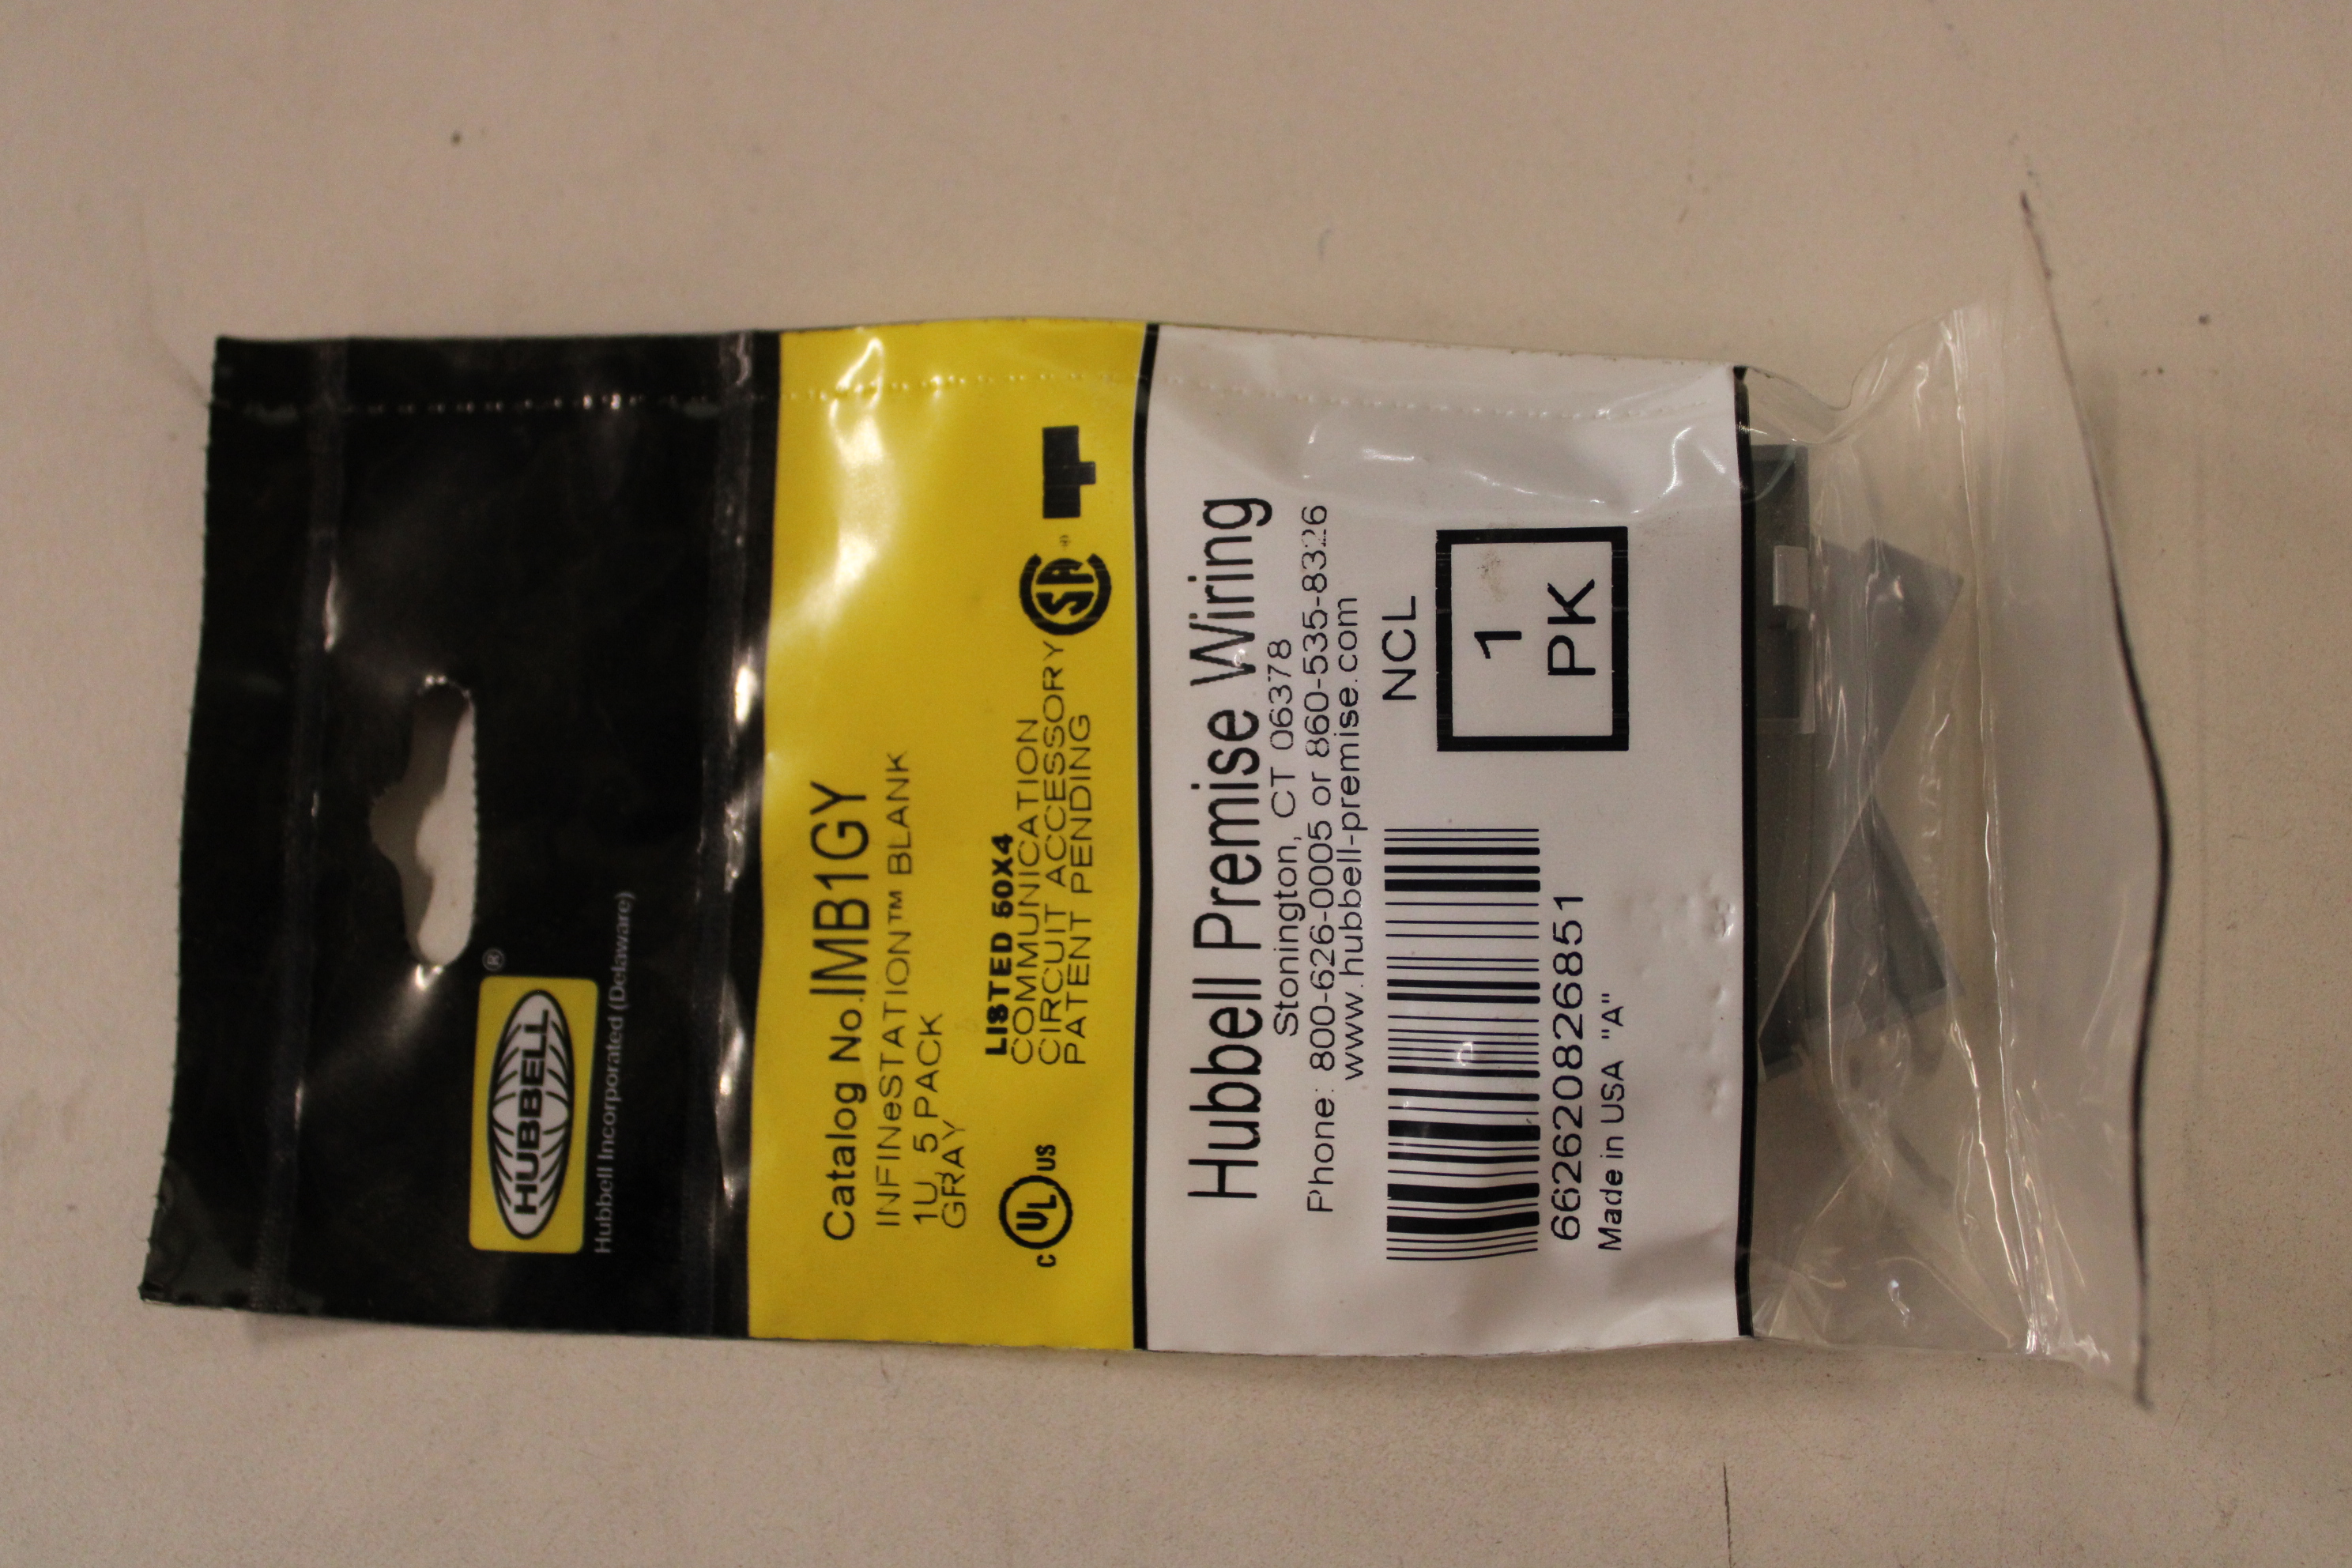 HUBBELL ®
Hubbell Incorporated (Delaware)
Catalog No.IMB1GY
INFINeSTATION™ BLANK
1U, 5 PACK
GRAY
LISTED 50X4
COMMUNICATION
CIRCUIT ACCESSORY
PATENT PENDING
C UL US
SA ®
Hubbell Premise Wiring
Stonington, CT 06378
Phone: 800-626-0005 or 860-535-8326
www.hubbell-premise.com
NCL
1
PK
662620826851
Made in USA "A"